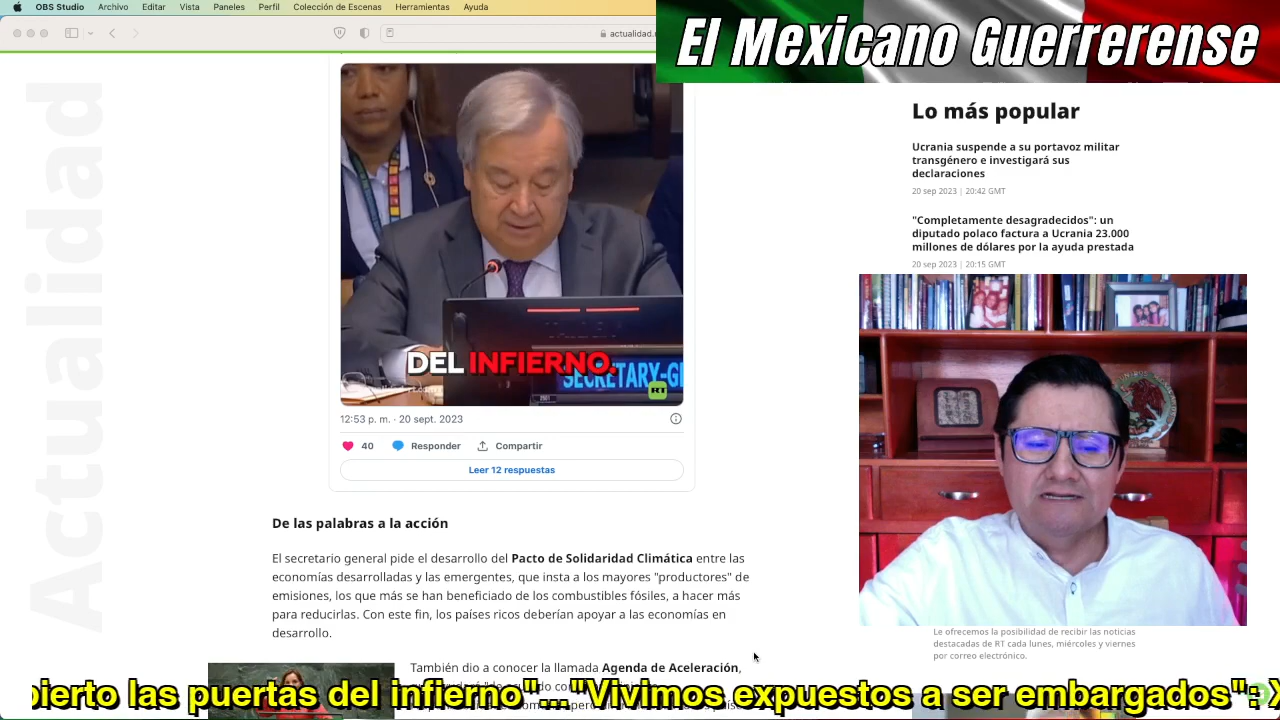 OBS Studio Archivo Editar Vista Paneles Perfil Colección de Escenas Herramientas Ayuda
El Mexicano Guerrerense
Actualidad
DEL INFIERNO.
SECRETARY-G
RT
12:53 p. m. · 20 sept. 2023
40 Responder Compartir
Leer 12 respuestas
De las palabras a la acción
El secretario general pide el desarrollo del Pacto de Solidaridad Climática entre las
economías desarrolladas y las emergentes, que insta a los mayores "productores" de
emisiones, los que más se han beneficiado de los combustibles fósiles, a hacer más
para reducirlas. Con este fin, los países ricos deberían apoyar a las economías en
desarrollo.
También dio a conocer la llamada Agenda de Aceleración,
Lo más popular
Ucrania suspende a su portavoz militar
transgénero e investigará sus
declaraciones
20 sep 2023 | 20:42 GMT
"Completamente desagradecidos": un
diputado polaco factura a Ucrania 23.000
millones de dólares por la ayuda prestada
20 sep 2023 | 20:15 GMT
Le ofrecemos la posibilidad de recibir las noticias
destacadas de RT cada lunes, miércoles y viernes
por correo electrónico.
bierto las puertas del infierno"... "Vivimos expuestos a ser embargados":